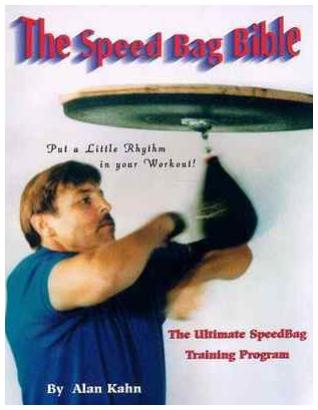 The Speed Bag Bible
Put a Little Rhythm
in your Workout!
The Ultimate SpeedBag
Training Program
By Alan Kahn